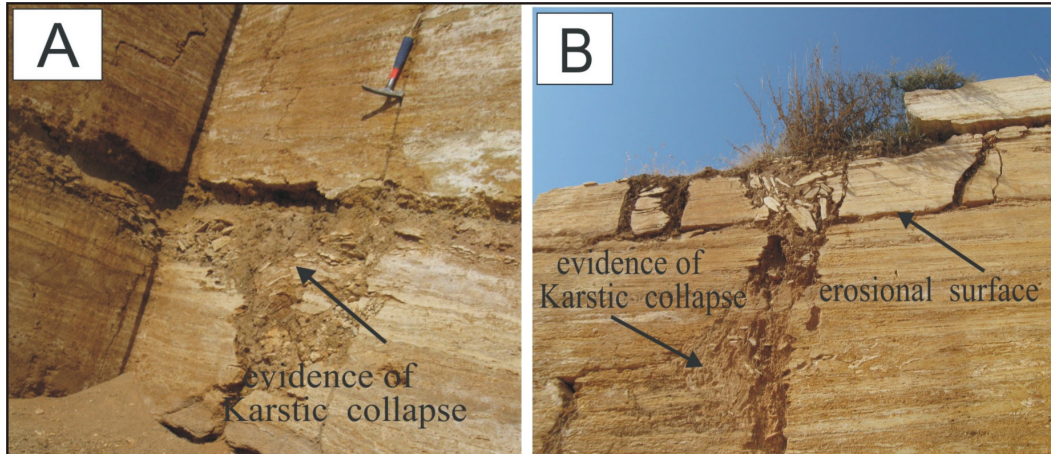 A
evidence of
Karstic collapse
B
evidence of
Karstic collapse
erosional surface